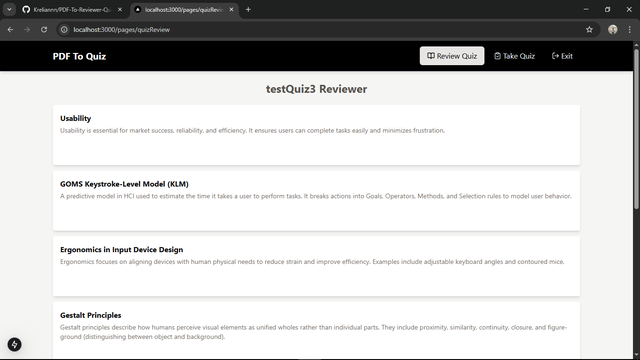 Kreliannn/PDF-To-Reviewer-Qu
localhost:3000/pages/quizRevie
localhost:3000/pages/quizReview
PDF To Quiz
Review Quiz
Take Quiz
Exit
testQuiz3 Reviewer
Usability
Usability is essential for market success, reliability, and efficiency. It ensures users can complete tasks easily and minimizes frustration.
GOMS Keystroke-Level Model (KLM)
A predictive model in HCI used to estimate the time it takes a user to perform tasks. It breaks actions into Goals, Operators, Methods, and Selection rules to model user behavior.
Ergonomics in Input Device Design
Ergonomics focuses on aligning devices with human physical needs to reduce strain and improve efficiency. Examples include adjustable keyboard angles and contoured mice.
Gestalt Principles
Gestalt principles describe how humans perceive visual elements as unified wholes rather than individual parts. They include proximity, similarity, continuity, closure, and figure-
ground (distinguishing between object and background).